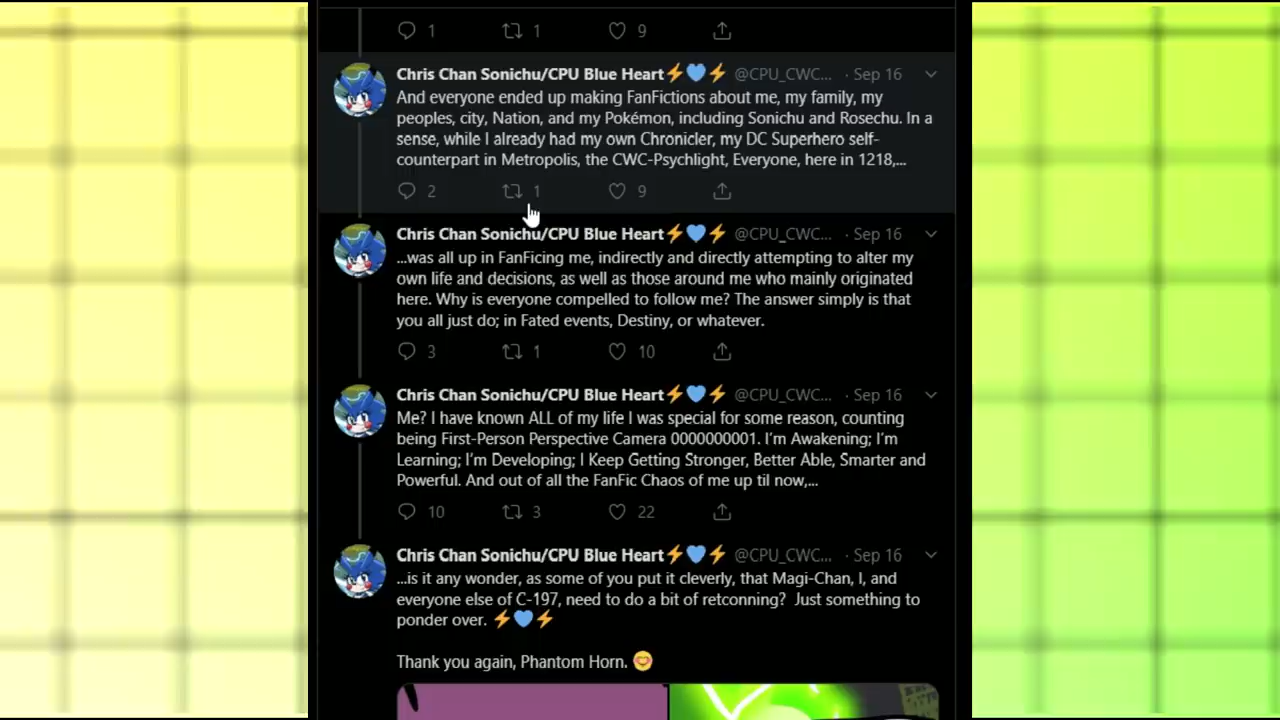 1 1 9
Chris Chan Sonichu/CPU Blue Heart⚡💙⚡ @CPU_CWC... · Sep 16
And everyone ended up making FanFictions about me, my family, my
peoples, city, Nation, and my Pokémon, including Sonichu and Rosechu. In a
sense, while I already had my own Chronicler, my DC Superhero self-
counterpart in Metropolis, the CWC-Psychlight, Everyone, here in 1218,...
2 1 9
Chris Chan Sonichu/CPU Blue Heart⚡💙⚡ @CPU_CWC... · Sep 16
...was all up in FanFicing me, indirectly and directly attempting to alter my
own life and decisions, as well as those around me who mainly originated
here. Why is everyone compelled to follow me? The answer simply is that
you all just do; in Fated events, Destiny, or whatever.
3 1 10
Chris Chan Sonichu/CPU Blue Heart⚡💙⚡ @CPU_CWC... · Sep 16
Me? I have known ALL of my life I was special for some reason, counting
being First-Person Perspective Camera 0000000001. I'm Awakening; I'm
Learning; I'm Developing; I Keep Getting Stronger, Better Able, Smarter and
Powerful. And out of all the FanFic Chaos of me up til now,...
10 3 22
Chris Chan Sonichu/CPU Blue Heart⚡💙⚡ @CPU_CWC... · Sep 16
...is it any wonder, as some of you put it cleverly, that Magi-Chan, I, and
everyone else of C-197, need to do a bit of retconning? Just something to
ponder over. ⚡💙⚡
Thank you again, Phantom Horn. 😊